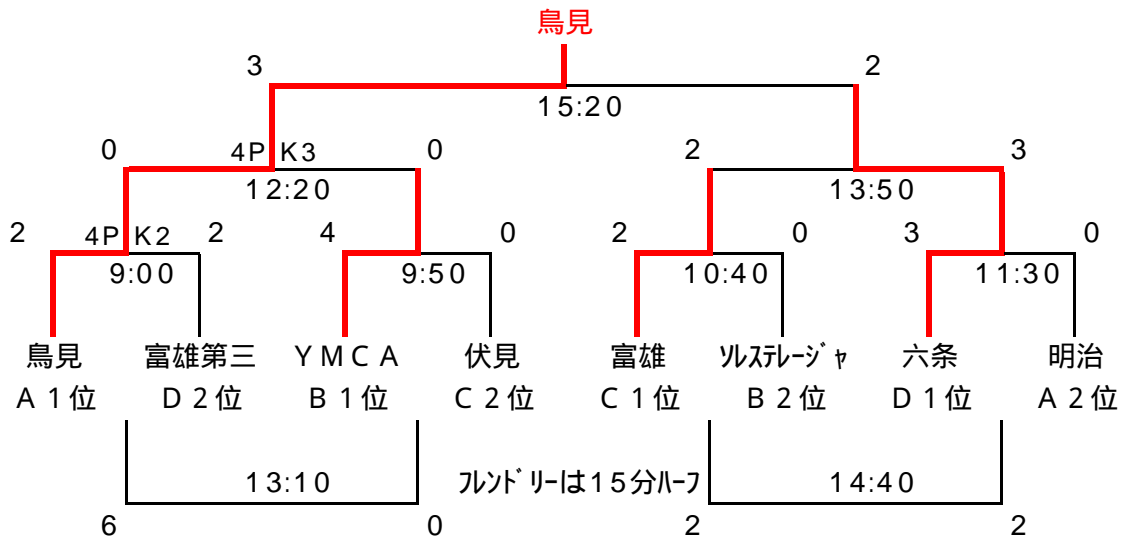 鳥見
3 2
15:20
0 4PK3 0 2 3
12:20 13:50
2 4PK2 2 4 0 2 0 3 0
9:00 9:50 10:40 11:30
鳥見 富雄第三 YMCA 伏見 富雄 ソルステレージャ 六条 明治
A1位 D2位 B1位 C2位 C1位 B2位 D1位 A2位
13:10 フレンドリーは15分ハーフ 14:40
6 0 2 2